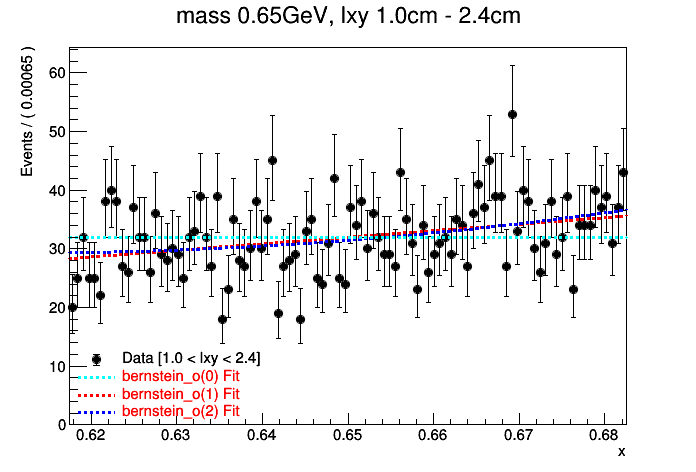 mass 0.65GeV, lxy 1.0cm - 2.4cm
Events / ( 0.00065 )
60
50
40
30
20
10
0
Data [1.0 < lxy < 2.4]
bernstein_o(0) Fit
bernstein_o(1) Fit
bernstein_o(2) Fit
0.62 0.63 0.64 0.65 0.66 0.67 0.68
x